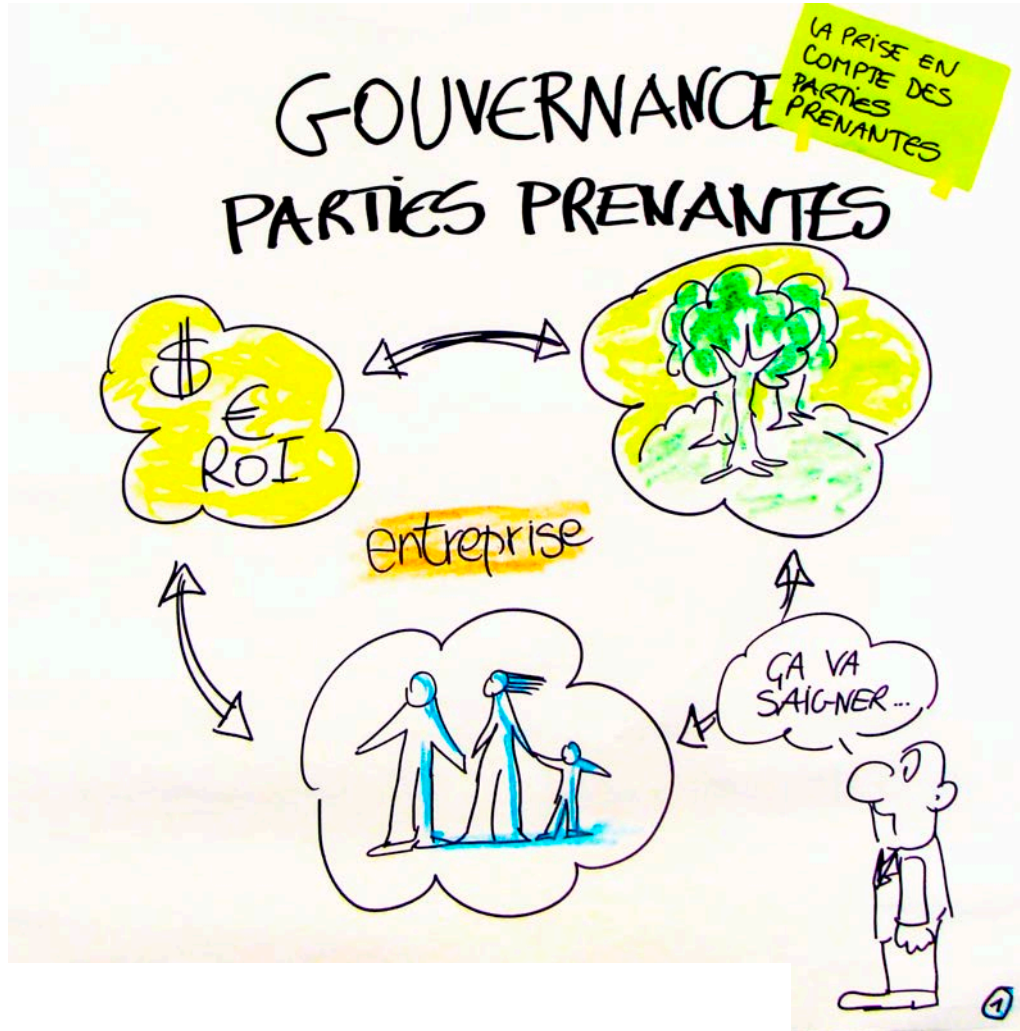 LA PRISE EN
COMPTE DES
PARTIES
PRENANTES
GOUVERNANCE
PARTIES PRENANTES
$
€
ROI
entreprise
ÇA VA
SAIGNER...
1